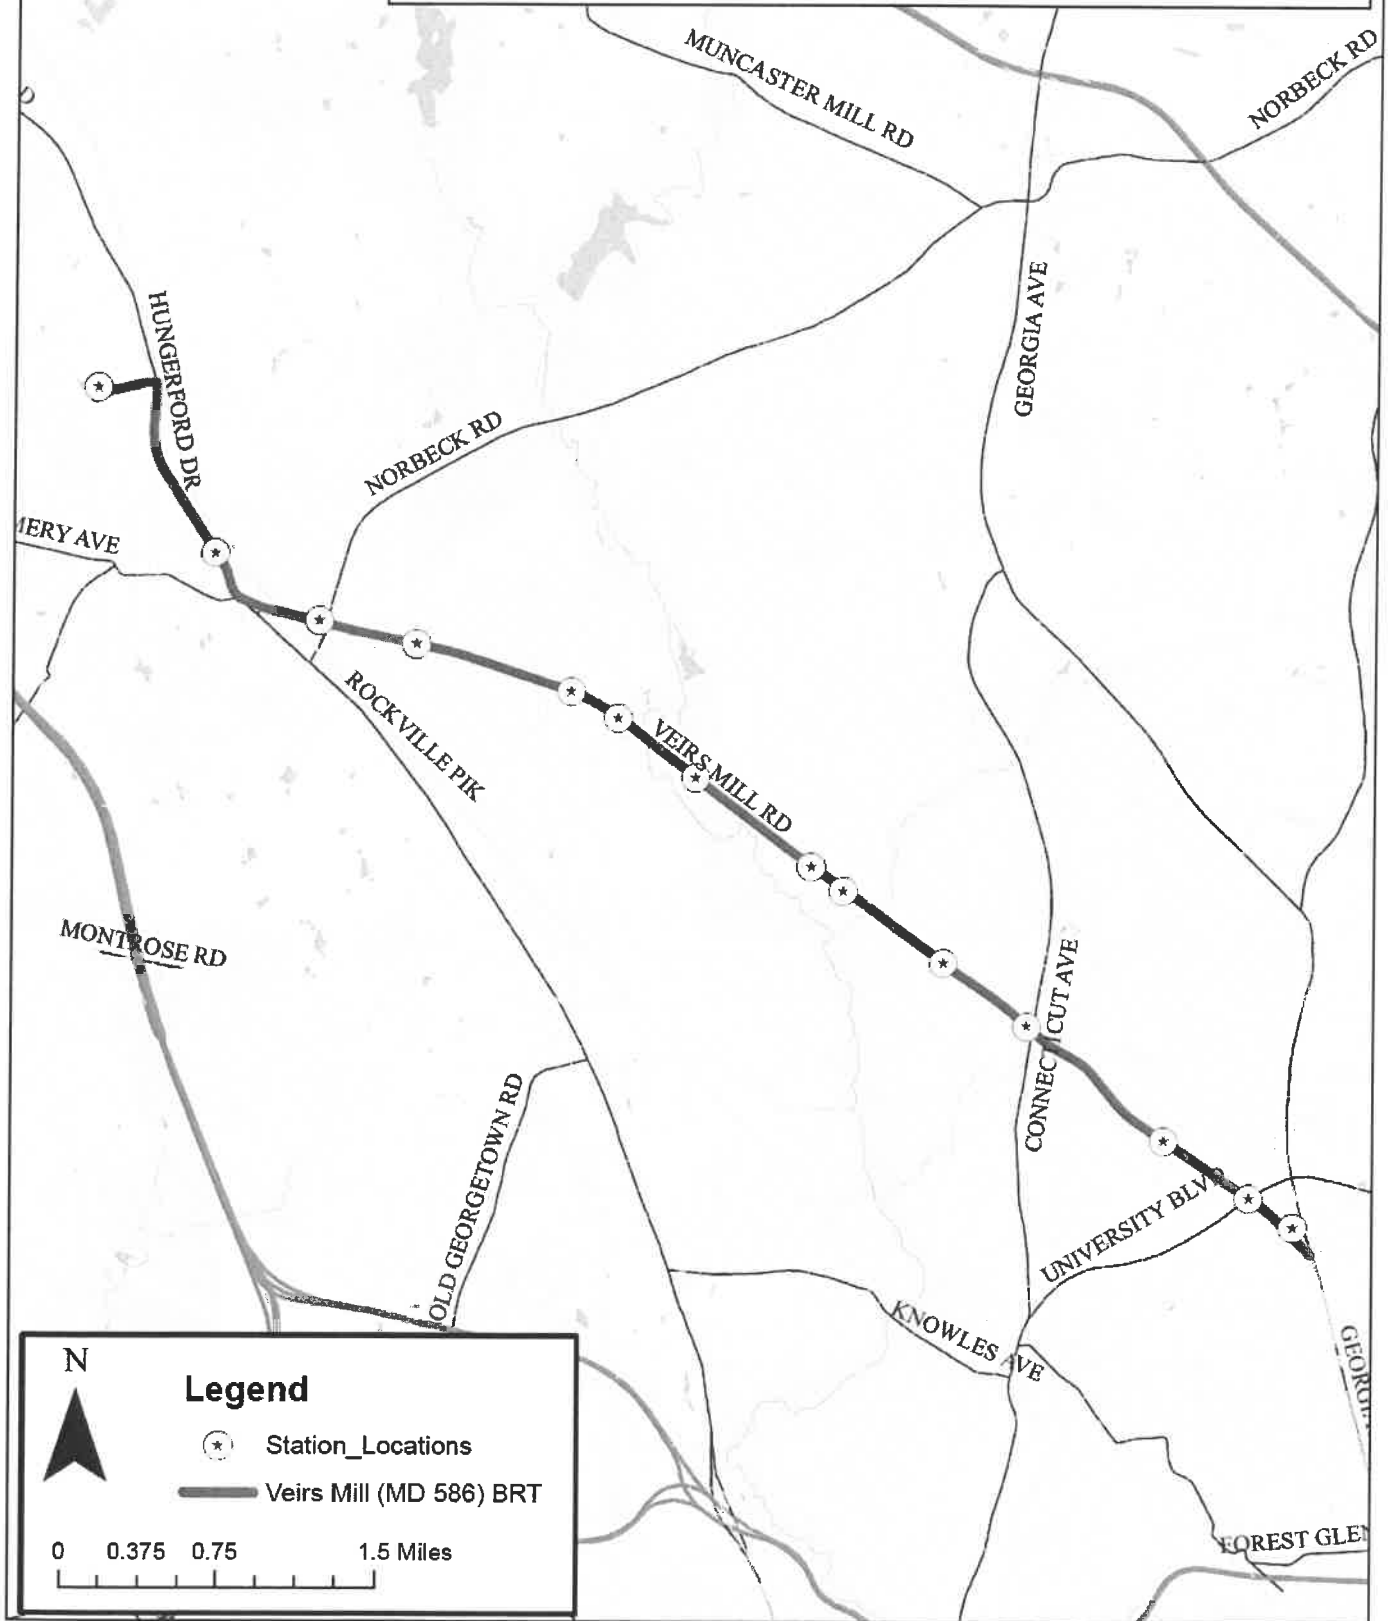 MUNCASTER MILL RD
NORBECK RD
D
HUNGERFORD DR
GEORGIA AVE
NORBECK RD
MERY AVE
ROCKVILLE PIK
VEIRS MILL RD
MONTROSE RD
CONNECTICUT AVE
OLD GEORGETOWN RD
UNIVERSITY BLVD
KNOWLES AVE
GEORGIA
N
Legend
Station_Locations
Veirs Mill (MD 586) BRT
0 0.375 0.75 1.5 Miles
FOREST GLEN